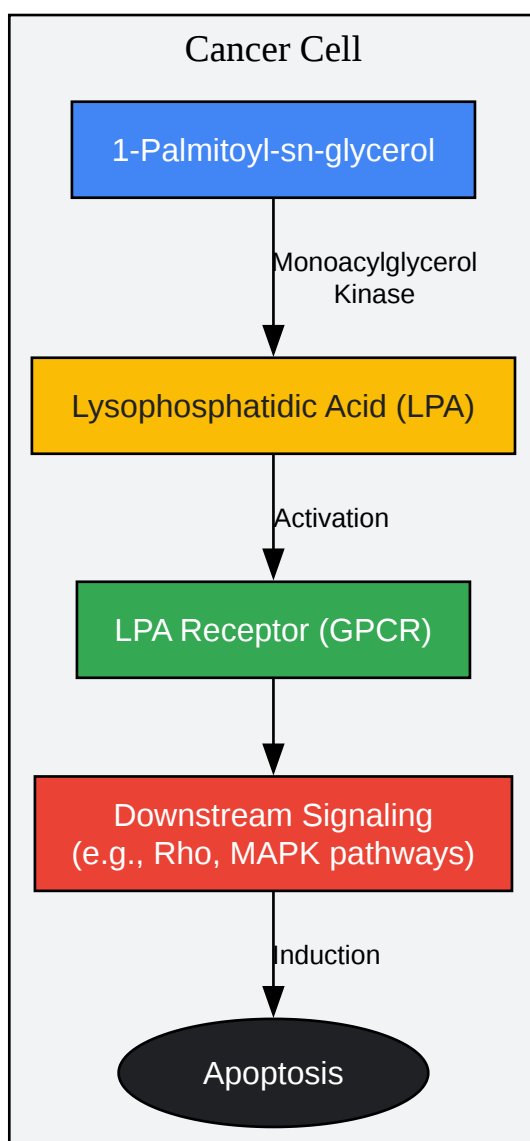 Cancer Cell
1-Palmitoyl-sn-glycerol
Monoacylglycerol
Kinase
Lysophosphatidic Acid (LPA)
Activation
LPA Receptor (GPCR)
Downstream Signaling
(e.g., Rho, MAPK pathways)
Induction
Apoptosis